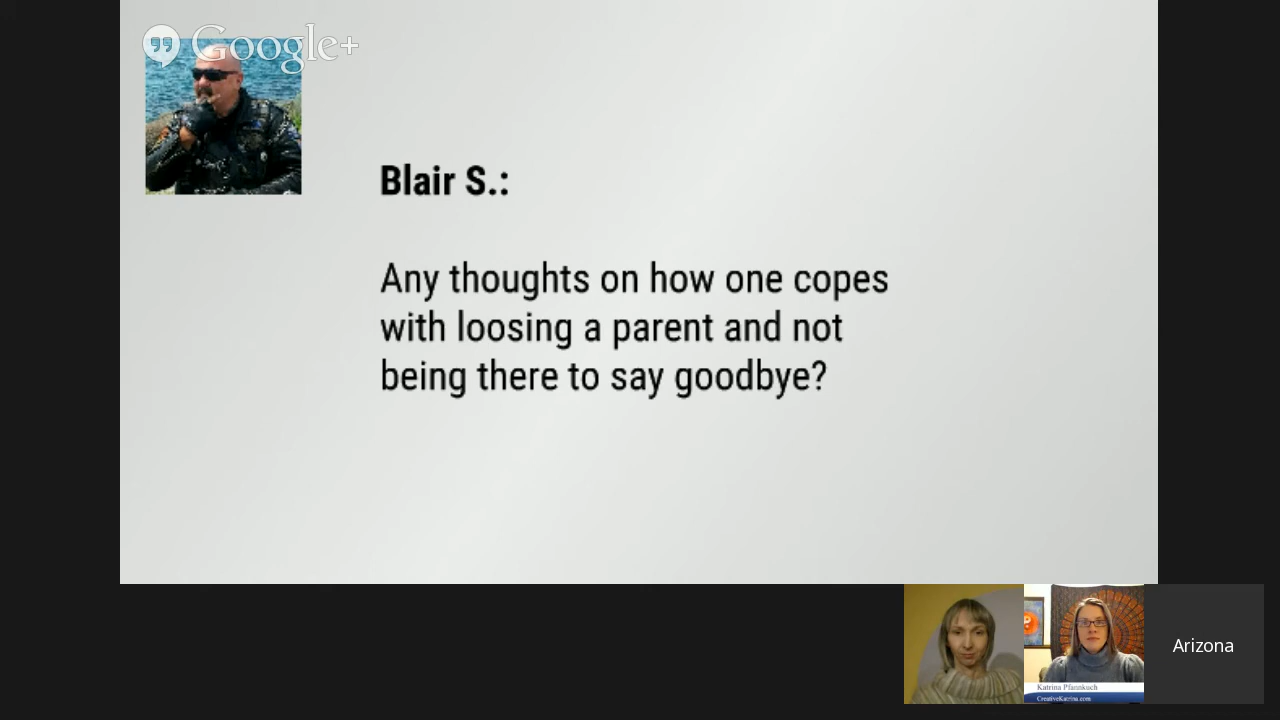 Google+
Blair S.:
Any thoughts on how one copes
with loosing a parent and not
being there to say goodbye?
Arizona
Katrina Pfannkuch
CreativeKatrina.com